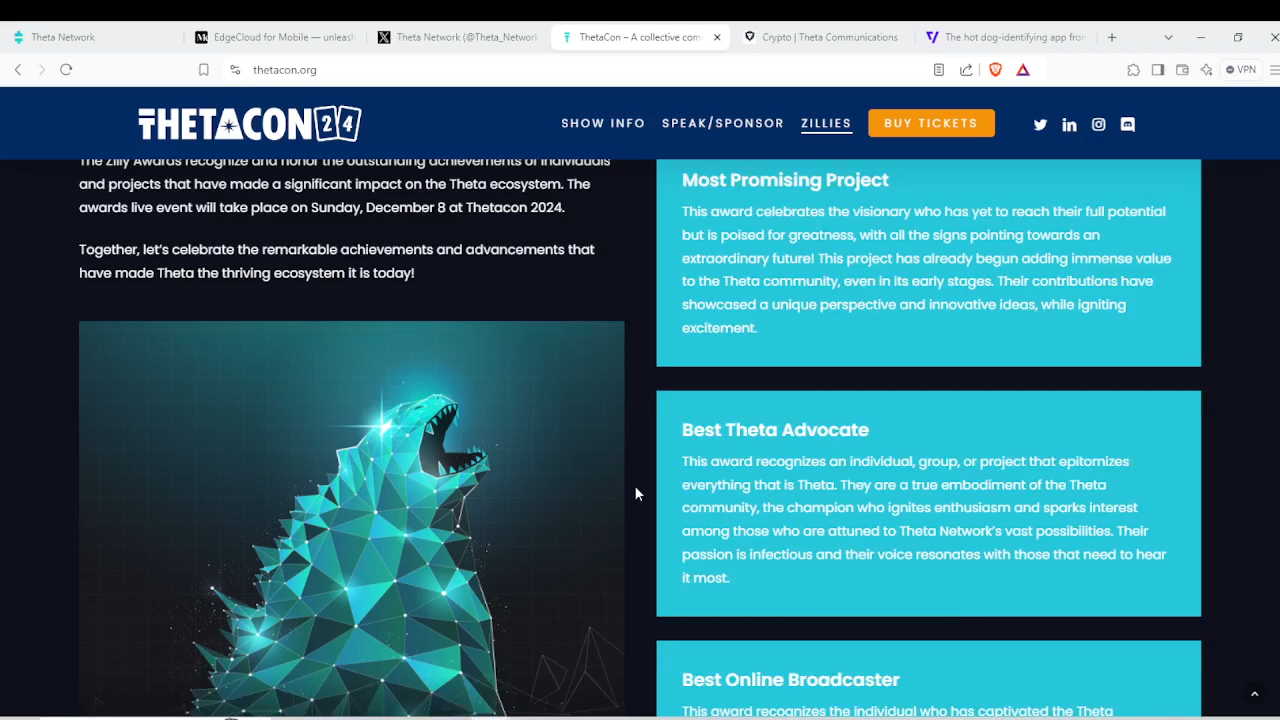 Theta Network
EdgeCloud for Mobile — unleash
Theta Network (@Theta_Network
ThetaCon – A collective com
Crypto | Theta Communications
The hot dog-identifying app from
thetacon.org
VPN
THETACON 24
SHOW INFO
SPEAK/SPONSOR
ZILLIES
BUY TICKETS
The Zilly Awards recognize and honor the outstanding achievements of individuals
and projects that have made a significant impact on the Theta ecosystem. The
awards live event will take place on Sunday, December 8 at Thetacon 2024.
Together, let's celebrate the remarkable achievements and advancements that
have made Theta the thriving ecosystem it is today!
Most Promising Project
This award celebrates the visionary who has yet to reach their full potential
but is poised for greatness, with all the signs pointing towards an
extraordinary future! This project has already begun adding immense value
to the Theta community, even in its early stages. Their contributions have
showcased a unique perspective and innovative ideas, while igniting
excitement.
Best Theta Advocate
This award recognizes an individual, group, or project that epitomizes
everything that is Theta. They are a true embodiment of the Theta
community, the champion who ignites enthusiasm and sparks interest
among those who are attuned to Theta Network's vast possibilities. Their
passion is infectious and their voice resonates with those that need to hear
it most.
Best Online Broadcaster
This award recognizes the individual who has captivated the Theta